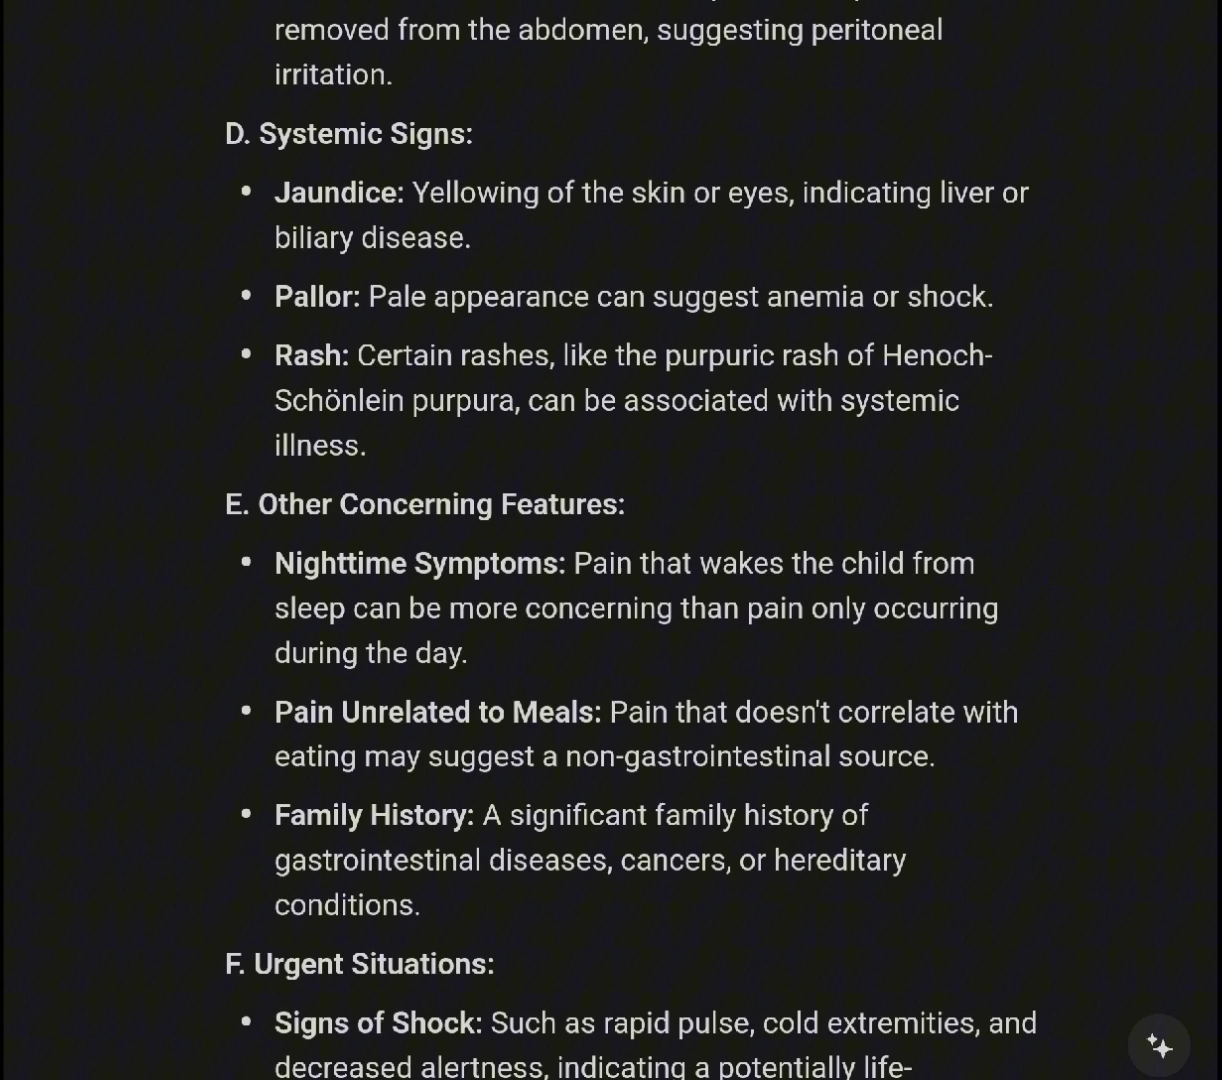 removed from the abdomen, suggesting peritoneal
irritation.
D. Systemic Signs:
• Jaundice: Yellowing of the skin or eyes, indicating liver or
biliary disease.
• Pallor: Pale appearance can suggest anemia or shock.
• Rash: Certain rashes, like the purpuric rash of Henoch-
Schönlein purpura, can be associated with systemic
illness.
E. Other Concerning Features:
• Nighttime Symptoms: Pain that wakes the child from
sleep can be more concerning than pain only occurring
during the day.
• Pain Unrelated to Meals: Pain that doesn't correlate with
eating may suggest a non-gastrointestinal source.
• Family History: A significant family history of
gastrointestinal diseases, cancers, or hereditary
conditions.
F. Urgent Situations:
• Signs of Shock: Such as rapid pulse, cold extremities, and
decreased alertness, indicating a potentially life-